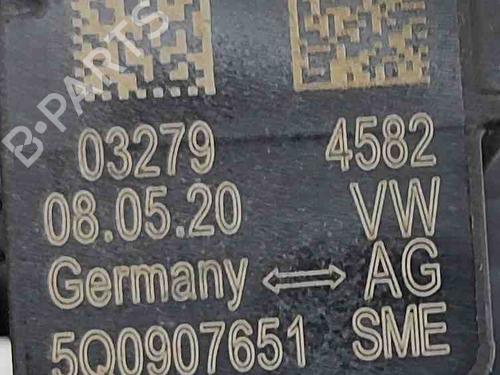 B-PARTS
03279 4582
08.05.20 VW
Germany ⟺ AG
5Q0907651 SME